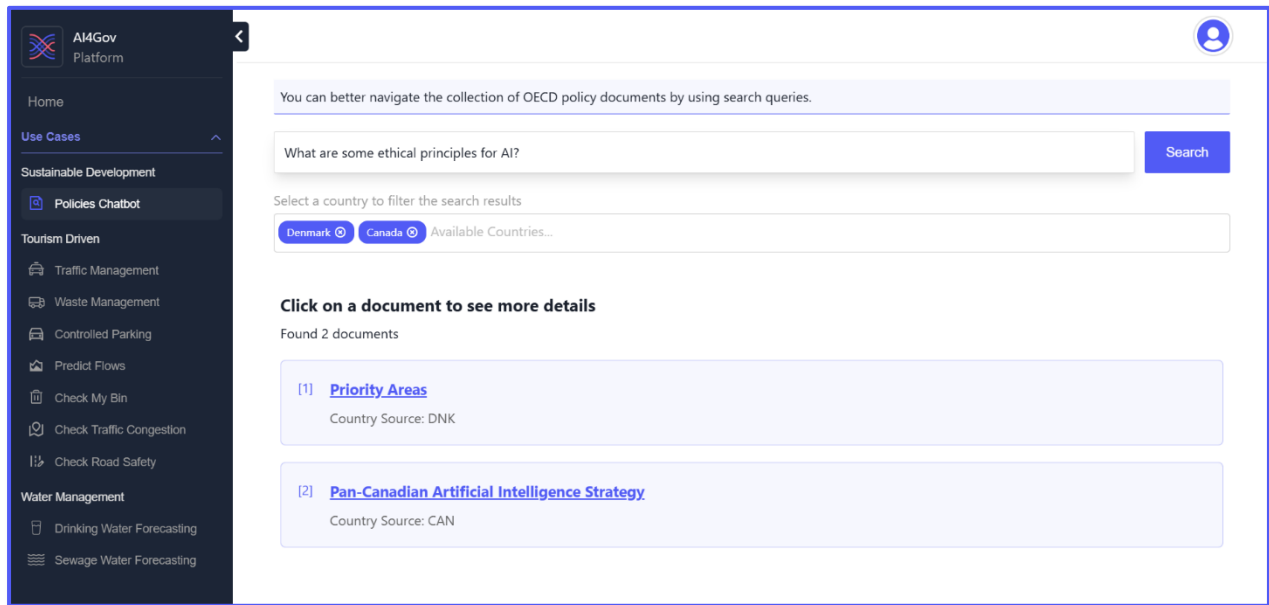 AI4Gov
Platform
Home
Use Cases
Sustainable Development
Policies Chatbot
Tourism Driven
Traffic Management
Waste Management
Controlled Parking
Predict Flows
Check My Bin
Check Traffic Congestion
Check Road Safety
Water Management
Drinking Water Forecasting
Sewage Water Forecasting
You can better navigate the collection of OECD policy documents by using search queries.
What are some ethical principles for AI?
Search
Select a country to filter the search results
Denmark Canada Available Countries...
Click on a document to see more details
Found 2 documents
[1] Priority Areas
Country Source: DNK
[2] Pan-Canadian Artificial Intelligence Strategy
Country Source: CAN